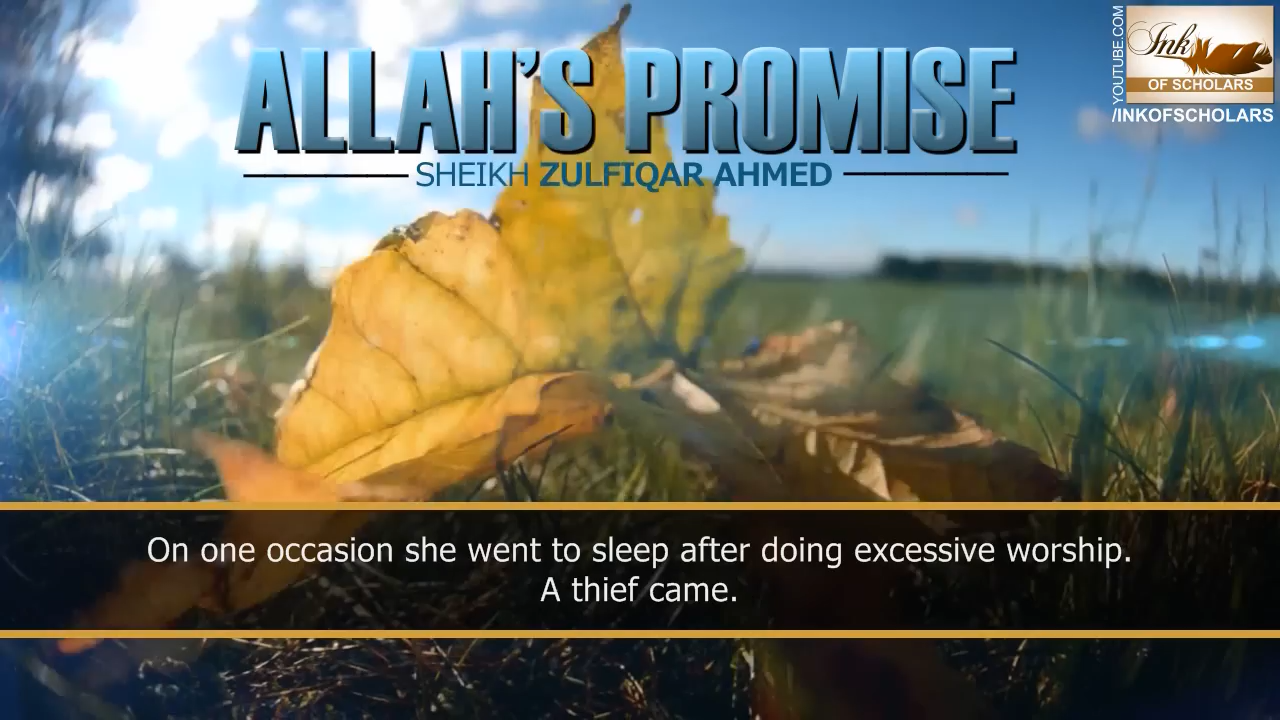 ALLAH'S PROMISE
SHEIKH ZULFIQAR AHMED
YOUTUBE.COM
Ink
OF SCHOLARS
/INKOFSCHOLARS
On one occasion she went to sleep after doing excessive worship.
A thief came.